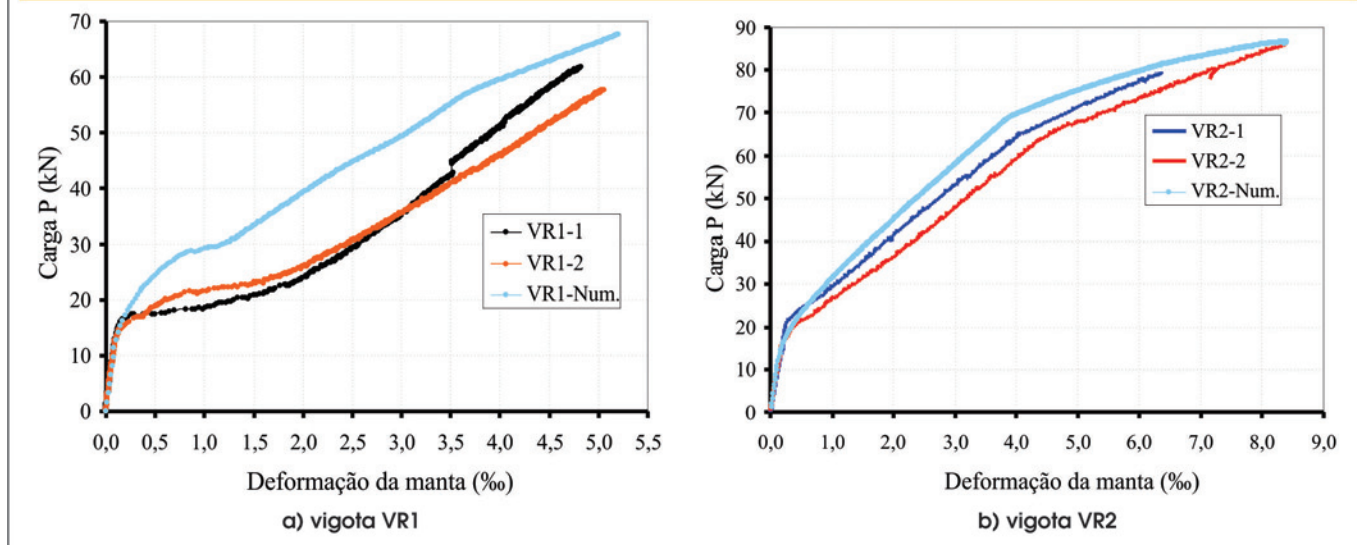 70
60
50
40
30
20
10
0
Carga P (kN)
VR1-1
VR1-2
VR1-Num.
0,0 0,5 1,0 1,5 2,0 2,5 3,0 3,5 4,0 4,5 5,0 5,5
Deformação da manta (‰)
a) vigota VR1
90
80
70
60
50
40
30
20
10
0
Carga P (kN)
VR2-1
VR2-2
VR2-Num.
0,0 1,0 2,0 3,0 4,0 5,0 6,0 7,0 8,0 9,0
Deformação da manta (‰)
b) vigota VR2